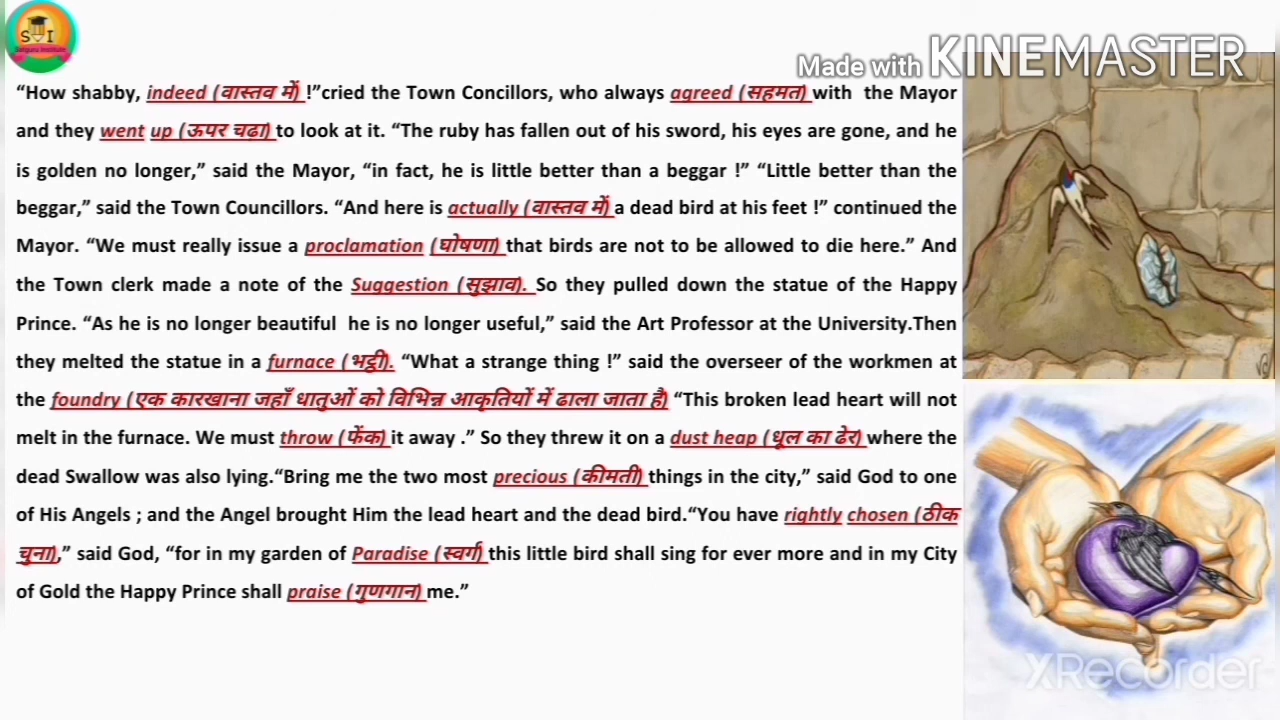 S I
Satguru Institute
Made with KINEMASTER
“How shabby, indeed (वास्तव में) !”cried the Town Concillors, who always agreed (सहमत) with the Mayor
and they went up (ऊपर चढ़ा) to look at it. “The ruby has fallen out of his sword, his eyes are gone, and he
is golden no longer,” said the Mayor, “in fact, he is little better than a beggar !” “Little better than the
beggar,” said the Town Councillors. “And here is actually (वास्तव में) a dead bird at his feet !” continued the
Mayor. “We must really issue a proclamation (घोषणा) that birds are not to be allowed to die here.” And
the Town clerk made a note of the Suggestion (सुझाव). So they pulled down the statue of the Happy
Prince. “As he is no longer beautiful he is no longer useful,” said the Art Professor at the University.Then
they melted the statue in a furnace (भट्ठी). “What a strange thing !” said the overseer of the workmen at
the foundry (एक कारखाना जहाँ धातुओं को विभिन्न आकृतियों में ढाला जाता है) “This broken lead heart will not
melt in the furnace. We must throw (फेंक) it away .” So they threw it on a dust heap (धूल का ढेर) where the
dead Swallow was also lying.“Bring me the two most precious (कीमती) things in the city,” said God to one
of His Angels ; and the Angel brought Him the lead heart and the dead bird.“You have rightly chosen (ठीक
चुना),” said God, “for in my garden of Paradise (स्वर्ग) this little bird shall sing for ever more and in my City
of Gold the Happy Prince shall praise (गुणगान) me.”
XRecorder